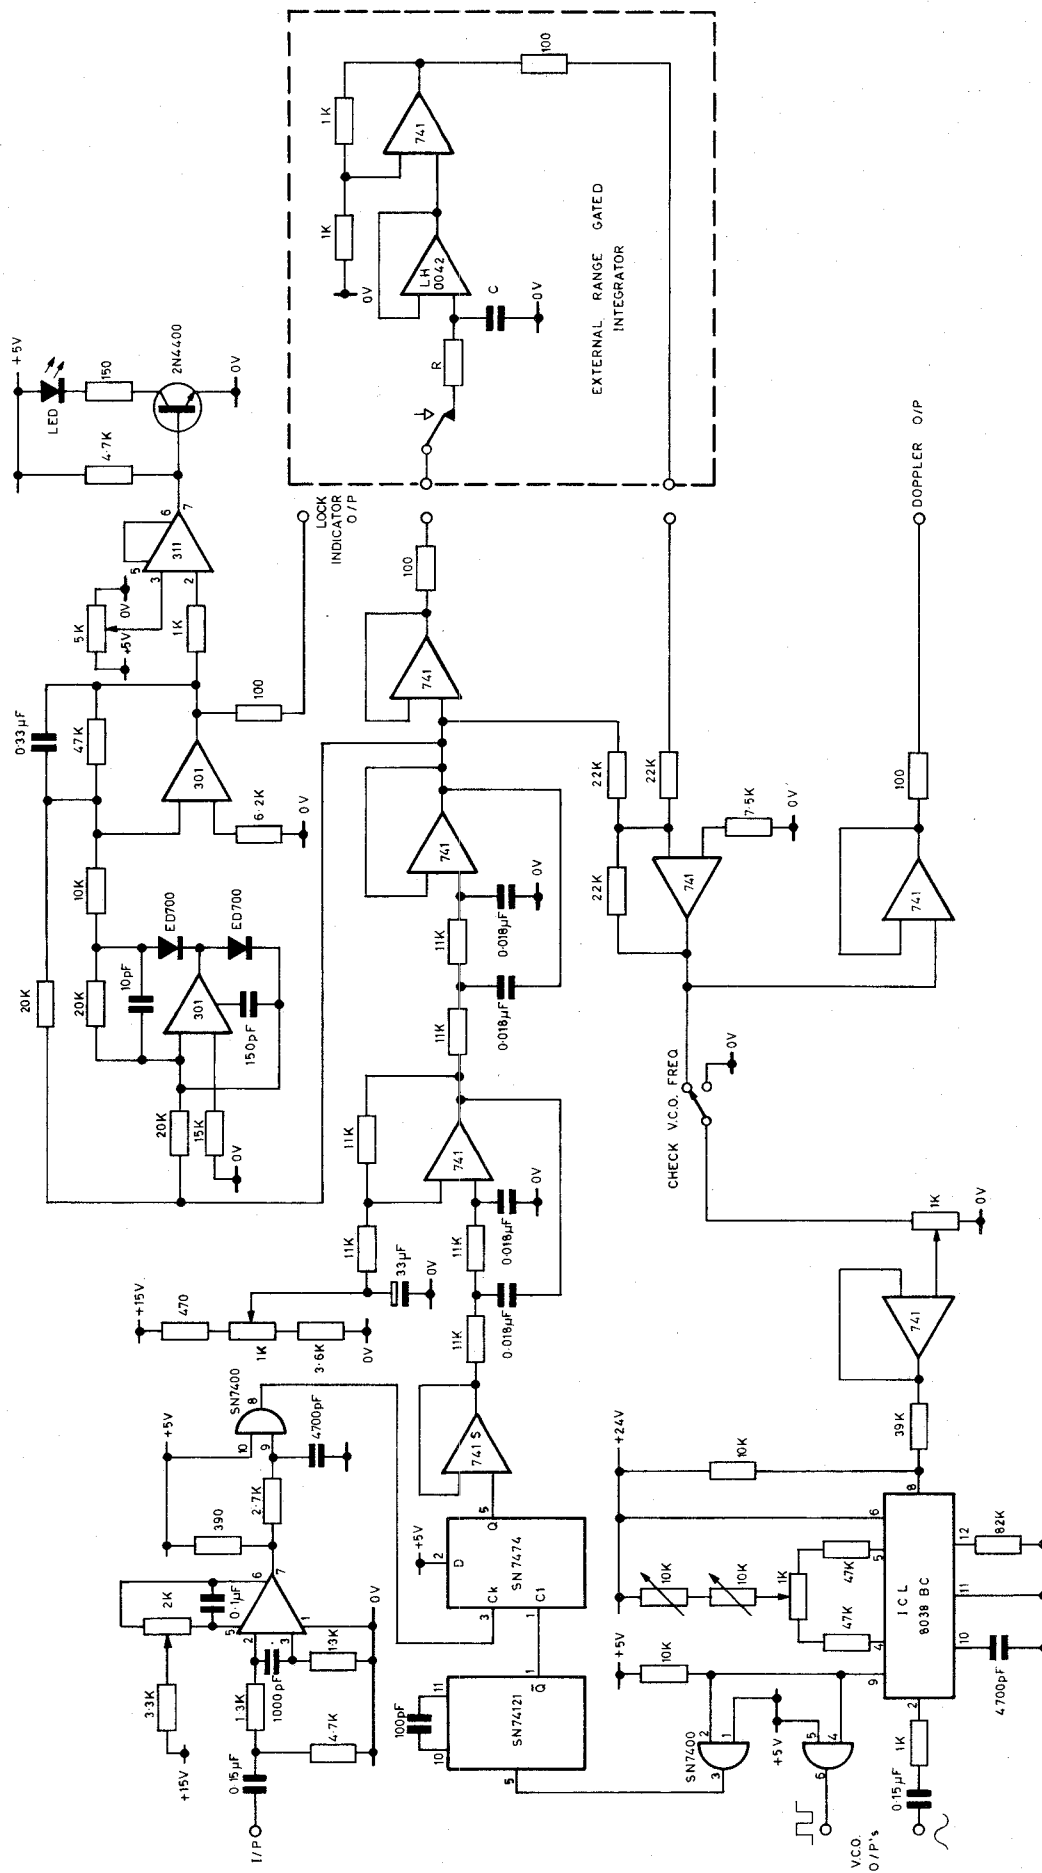 +5V
LED
150
4.7K
2N4400
0V
6
7
5
311
3
2
5K
+5V
0V
1K
LOCK
INDICATOR
O/P
0.33µF
47K
100
301
6.2K
0V
20K
10K
20K
10pF
ED700
ED700
301
150pF
20K
15K
0V
100
1K
1K
741
0V
LH
0042
R
C
0V
EXTERNAL RANGE GATED
INTEGRATOR
100
741
741
11K
0.018µF
0V
11K
0.018µF
11K
741
11K
11K
0.018µF
0V
33µF
0V
11K
0.018µF
22K
22K
22K
741
7.5K
0V
DOPPLER O/P
100
741
CHECK V.C.O. FREQ
0V
1K
0V
741
+15V
470
1K
3.6K
0V
SN7400
8
10
9
4700pF
+5V
390
2.7K
2K
0.1µF
6
7
5
2
3
1
3.3K
+15V
1.3K
1000pF
13K
0V
4.7K
0.15µF
I/P
741 S
+5V
5
Q
2
D
SN7474
3
Ck
C1
1
100pF
11
10
1
Q̅
SN74121
5
+24V
10K
39K
10K
10K
1K
47K
47K
+5V
10K
8
6
5
4
9
ICL
8038 BC
12
11
10
2
82K
4700pF
1K
0.15µF
SN7400
2
1
3
+5V
5
4
6
V.C.O.
O/P's